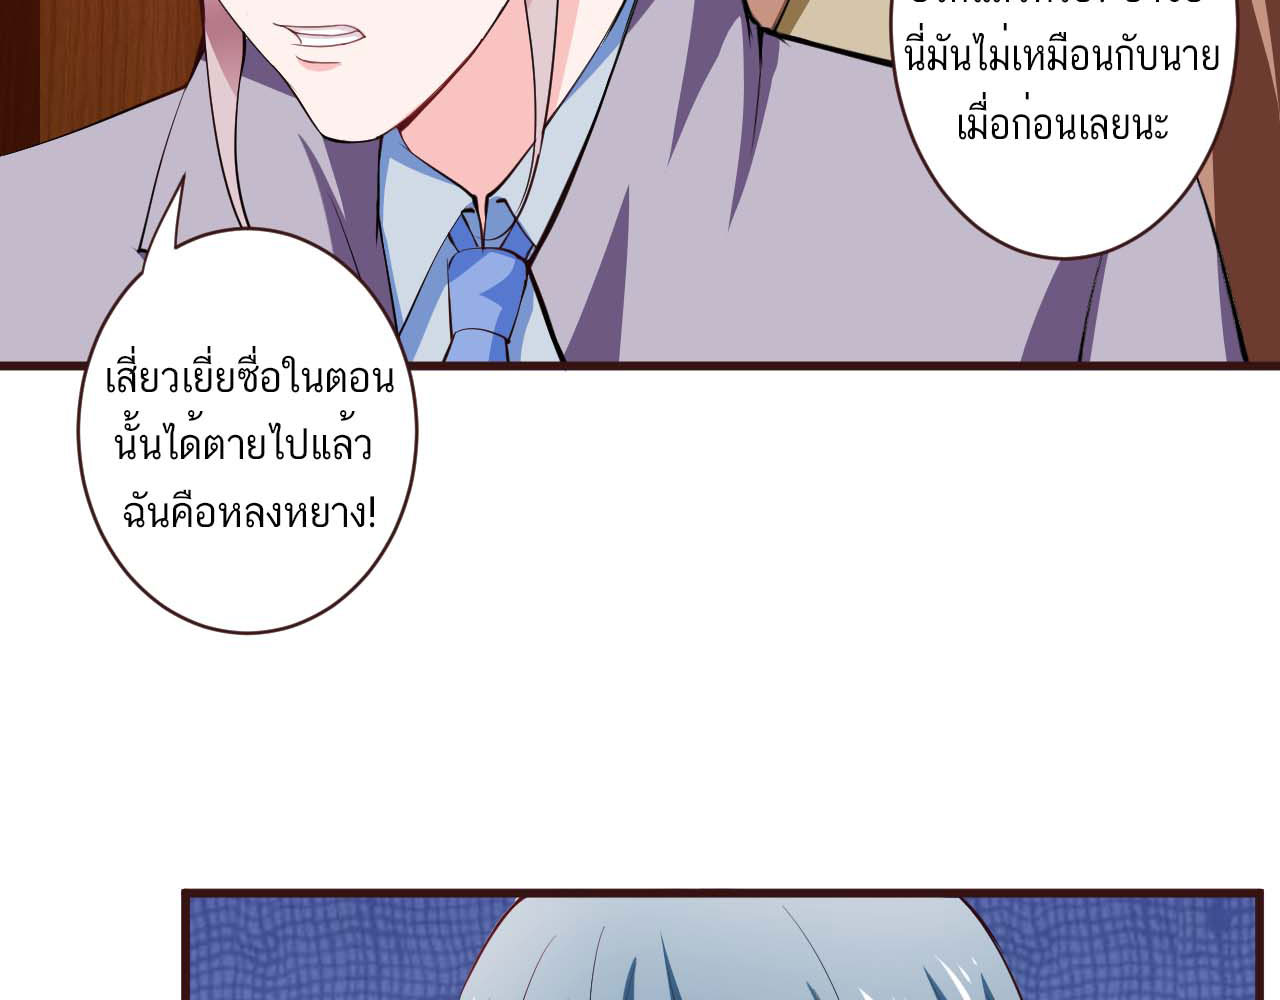 นี่มันไม่เหมือนกับนาย
เมื่อก่อนเลยนะ
เสี่ยวเยี่ยซื่อในตอน
นั้นได้ตายไปแล้ว
ฉันคือหลงหยาง!